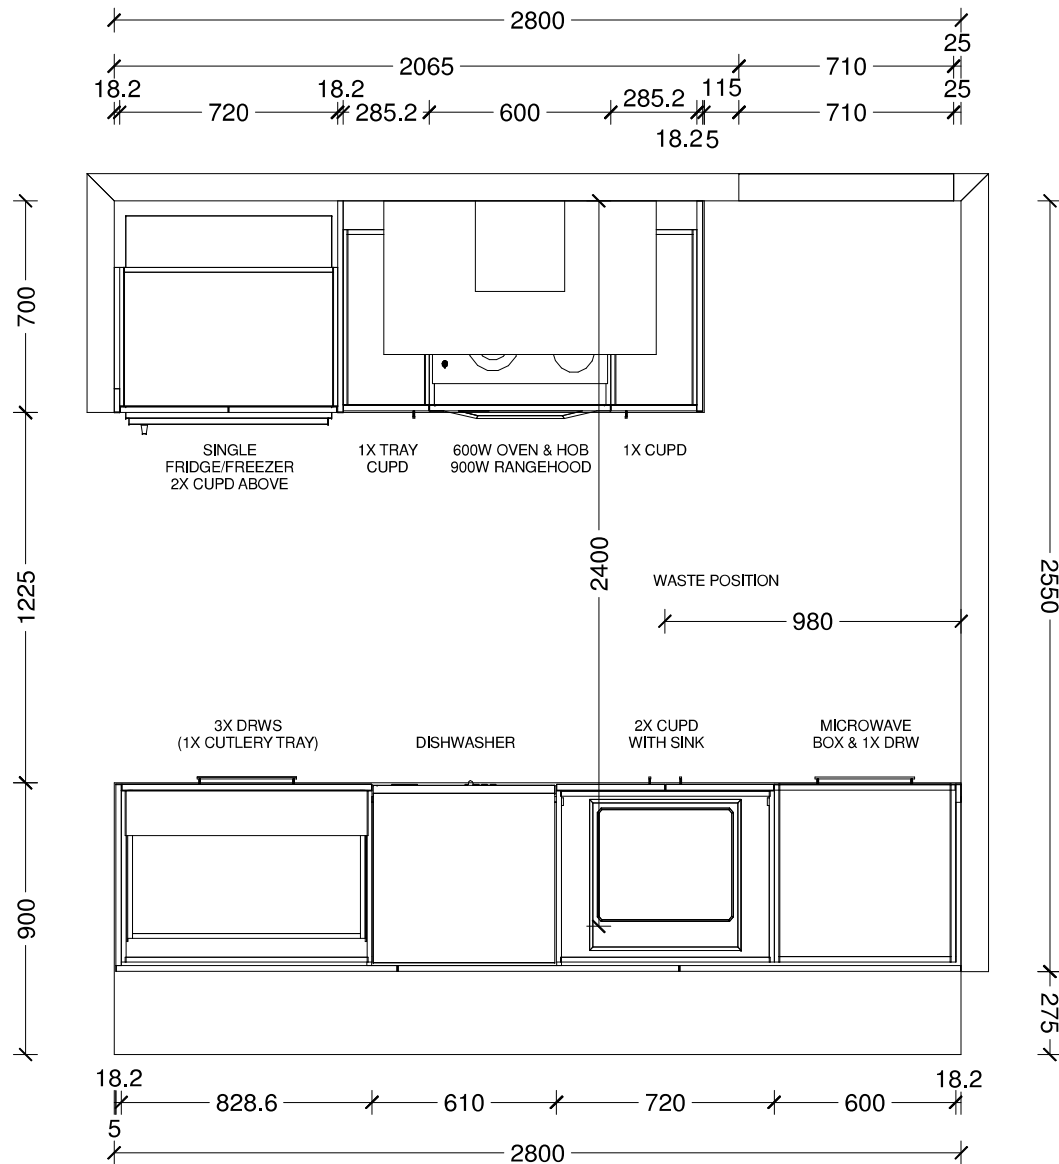 2800
25
2065
710
18.2
18.2
115
25
720
285.2
600
285.2
710
18.25
700
SINGLE
FRIDGE/FREEZER
2X CUPD ABOVE
1X TRAY
CUPD
600W OVEN & HOB
900W RANGEHOOD
1X CUPD
1225
2400
2550
WASTE POSITION
980
3X DRWS
(1X CUTLERY TRAY)
DISHWASHER
2X CUPD
WITH SINK
MICROWAVE
BOX & 1X DRW
900
275
18.2
18.2
828.6
610
720
600
5
2800